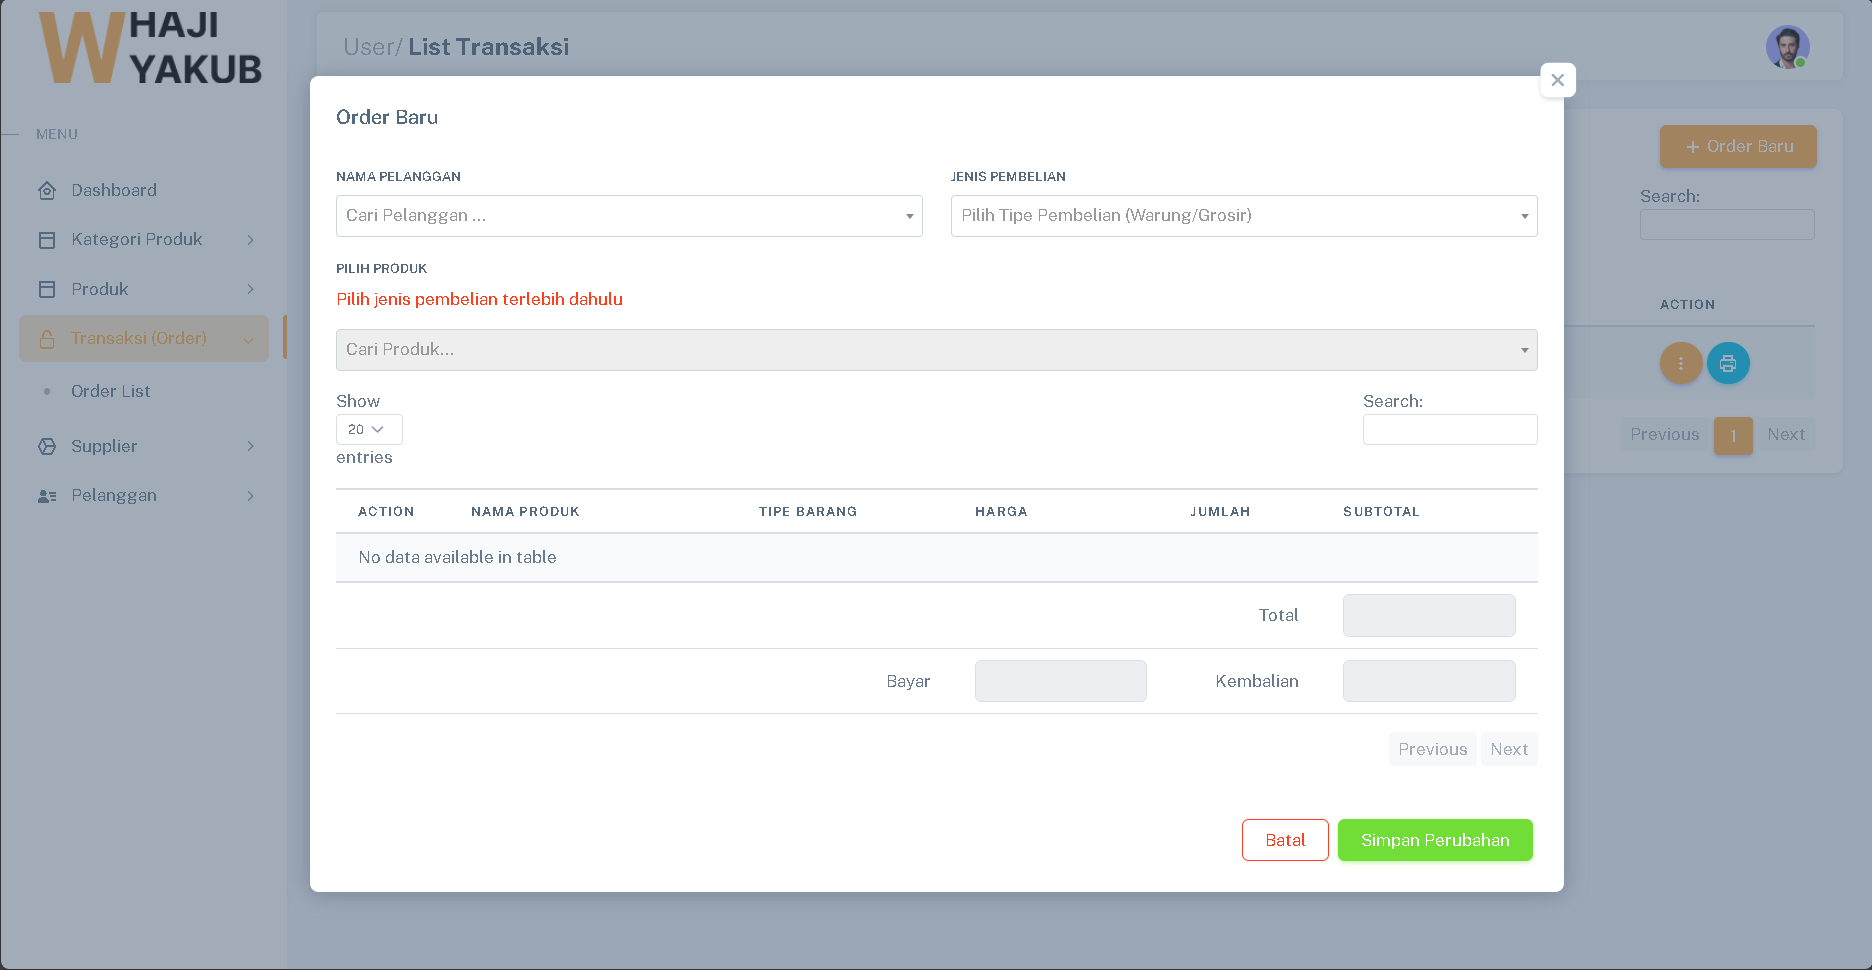 W HAJI
YAKUB
MENU
Dashboard
Kategori Produk
Produk
Transaksi (Order)
Order List
Supplier
Pelanggan
User/ List Transaksi
+ Order Baru
Search:
ACTION
Previous 1 Next
×
Order Baru
NAMA PELANGGAN
Cari Pelanggan ...
JENIS PEMBELIAN
Pilih Tipe Pembelian (Warung/Grosir)
PILIH PRODUK
Pilih jenis pembelian terlebih dahulu
Cari Produk...
Show
20
entries
Search:
ACTION NAMA PRODUK TIPE BARANG HARGA JUMLAH SUBTOTAL
No data available in table
Total
Bayar Kembalian
Previous Next
Batal Simpan Perubahan